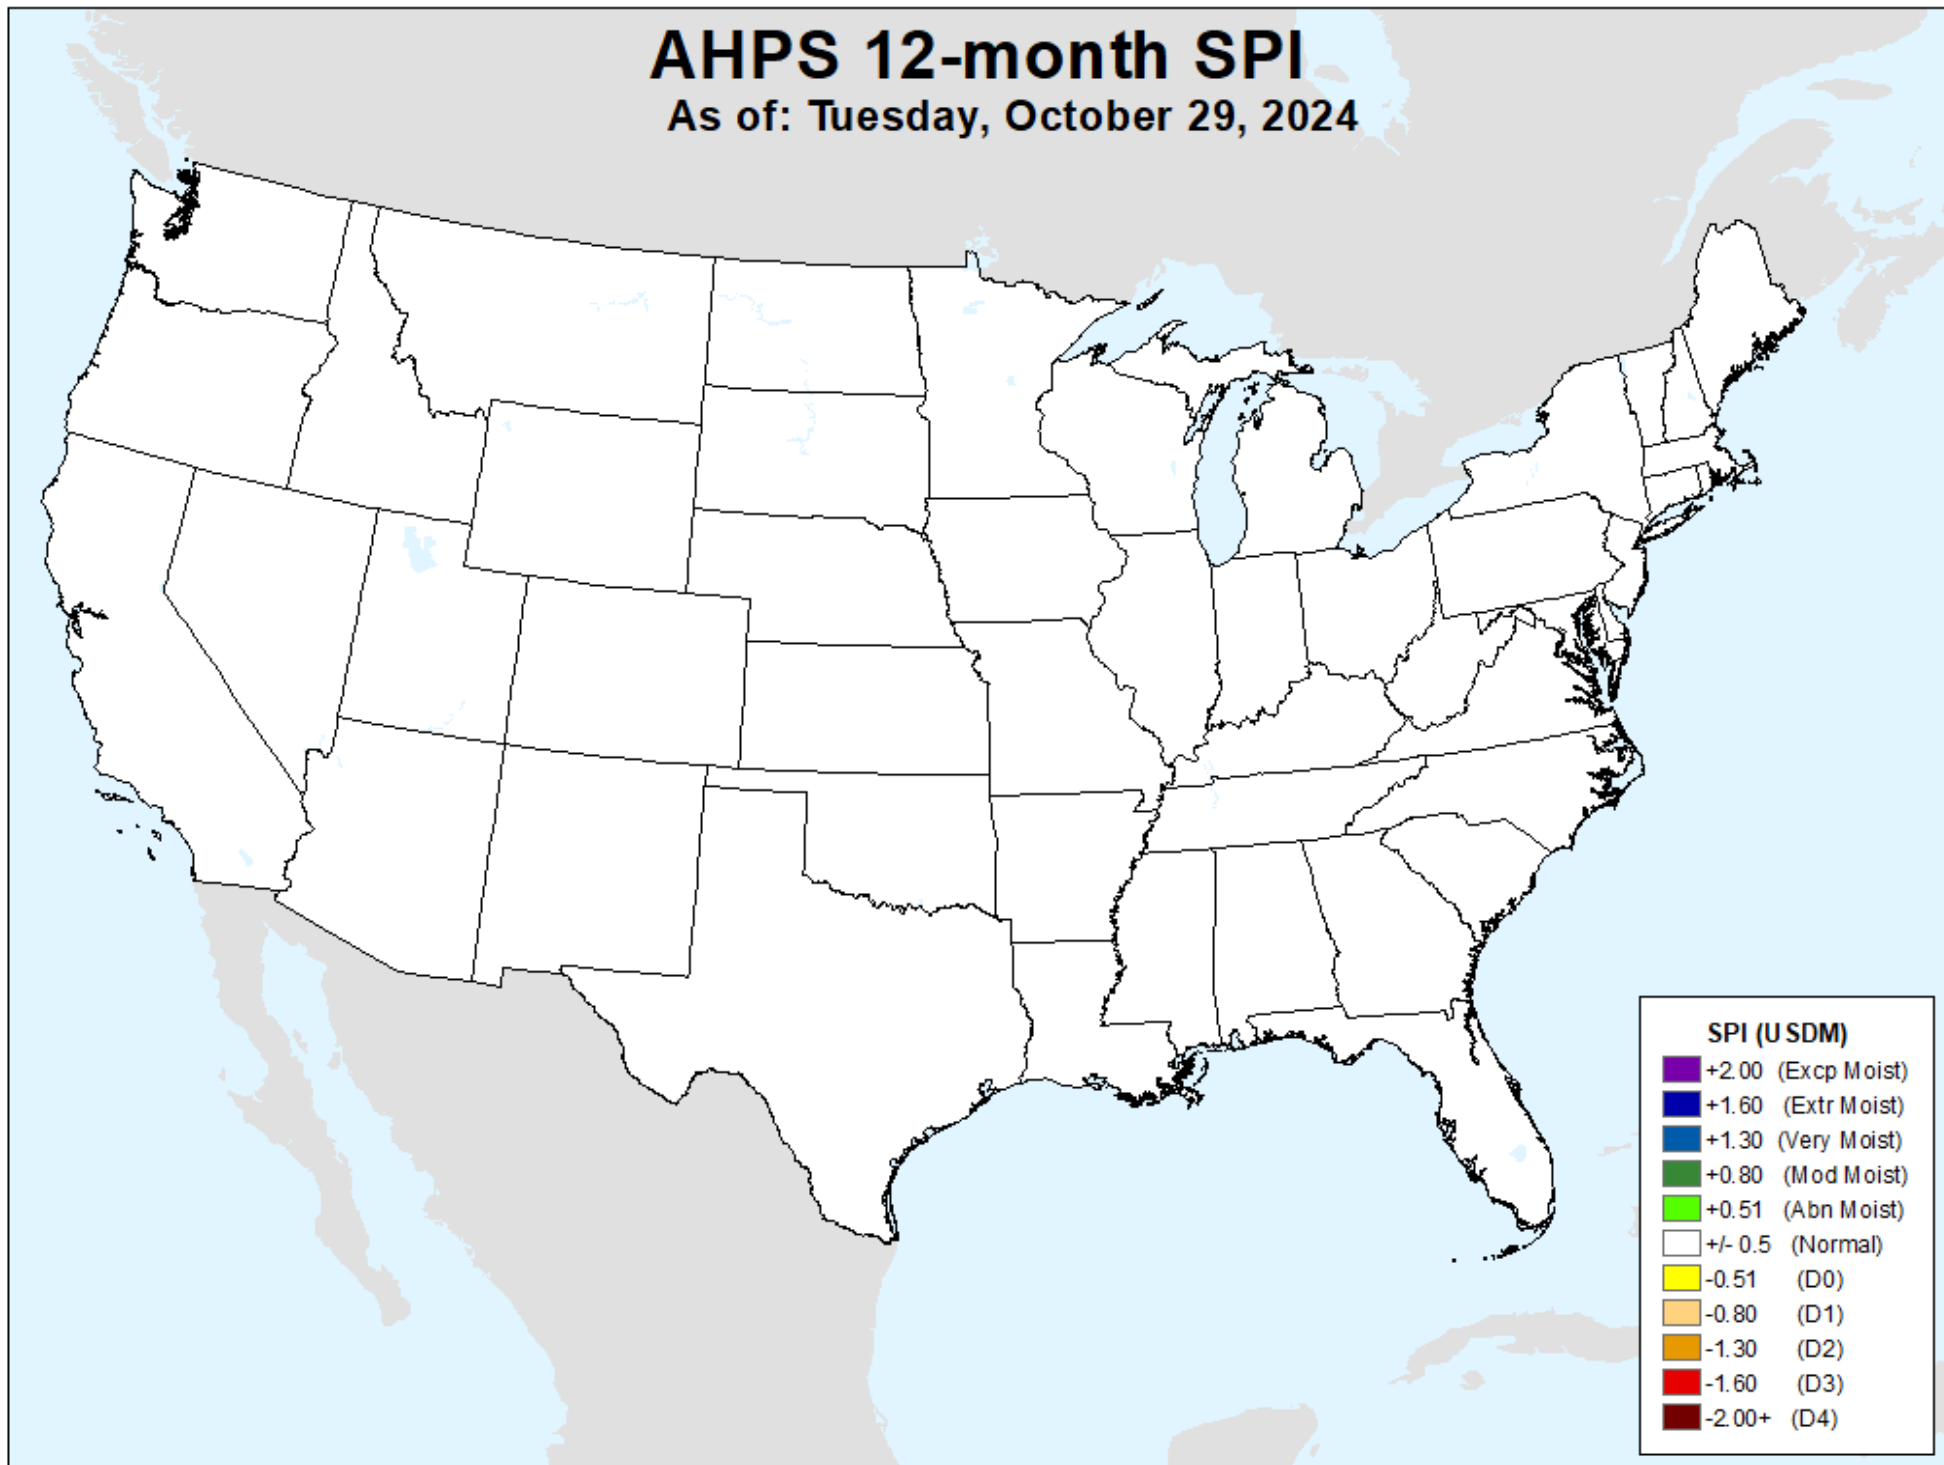 AHPS 12-month SPI
As of: Tuesday, October 29, 2024
SPI (USDM)
+2.00 (Excp Moist)
+1.60 (Extr Moist)
+1.30 (Very Moist)
+0.80 (Mod Moist)
+0.51 (Abn Moist)
+/- 0.5 (Normal)
-0.51 (D0)
-0.80 (D1)
-1.30 (D2)
-1.60 (D3)
-2.00+ (D4)